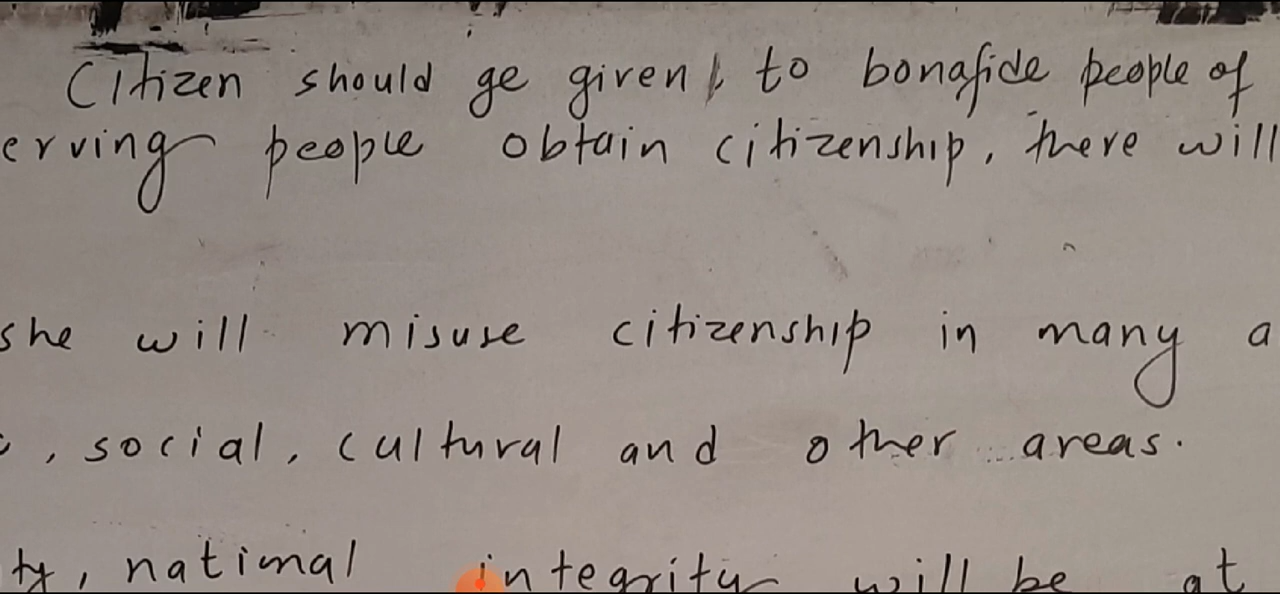 Citizen should ge given, to bonafide people of
erving people obtain citizenship, there will
she will misuse citizenship in many a
, social, cultural and other areas.
ty, national integrity will be at